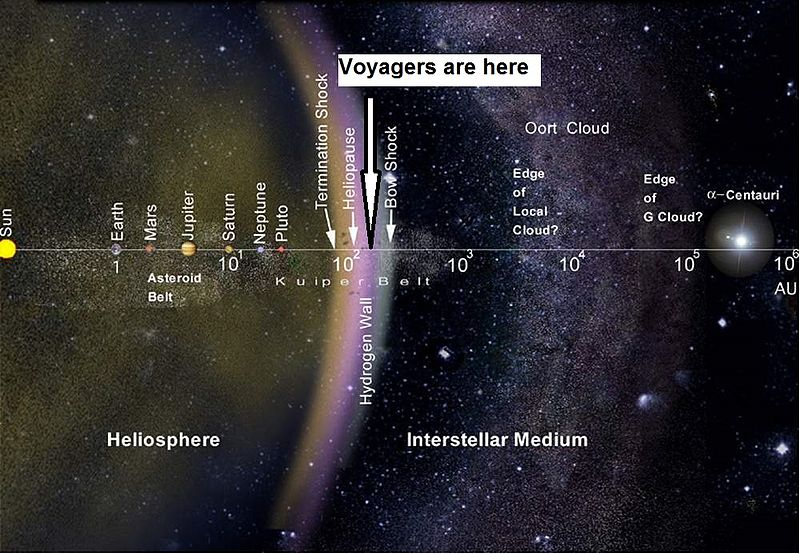 Voyagers are here
Termination Shock
Heliopause
Bow Shock
Oort Cloud
Edge
of
Local
Cloud?
Edge
of
G Cloud?
α-Centauri
Sun
Earth
Mars
Jupiter
Saturn
Neptune
Pluto
1
10¹
10²
10³
10⁴
10⁵
10⁶
AU
Asteroid
Belt
Kuiper Belt
Hydrogen Wall
Heliosphere
Interstellar Medium